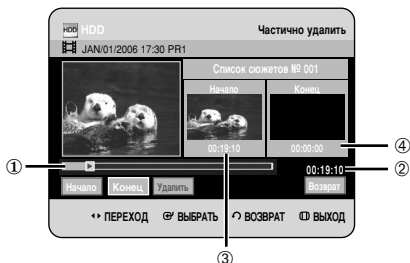 HDD HDD Частично удалить
JAN/01/2006 17:30 PR1
Список сюжетов № 001
Начало Конец
00:19:10 00:00:00
④
①
00:19:10 ②
Начало Конец Удалить Возврат
ПЕРЕХОД ВЫБРАТЬ ВОЗВРАТ ВЫХОД
③